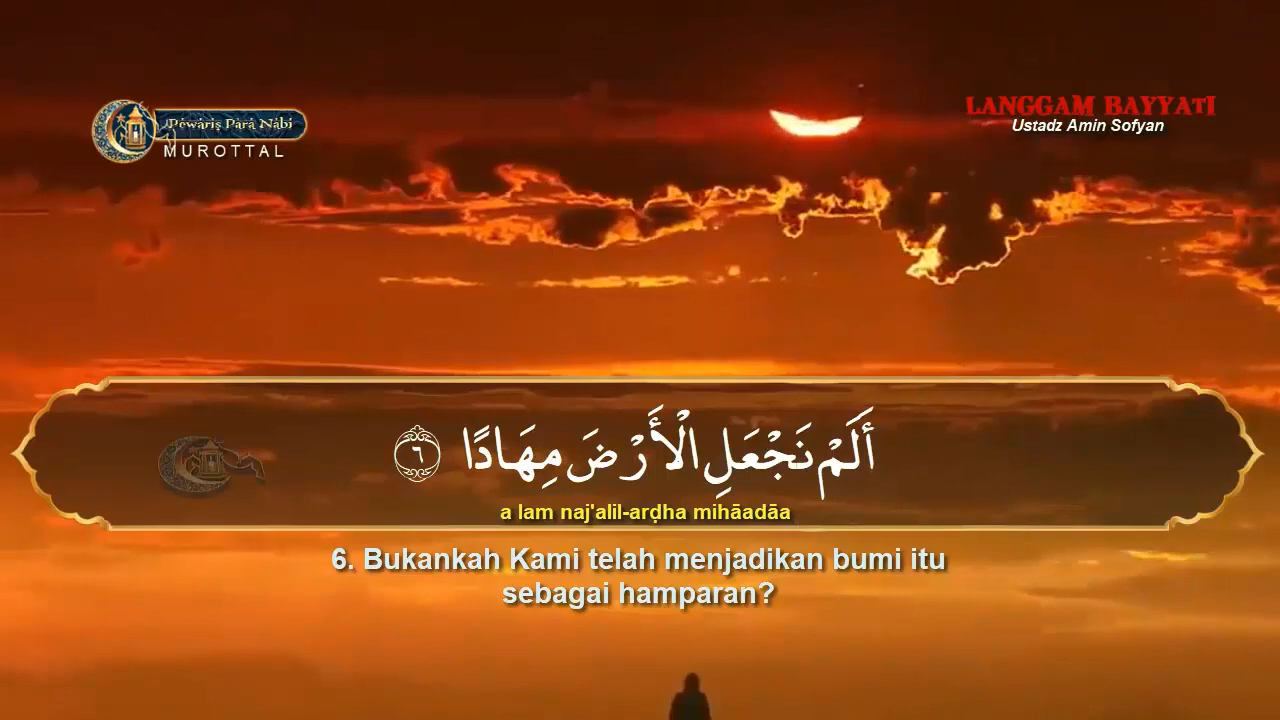 Pewaris Para Nabi
MUROTTAL
LANGGAM BAYYATI
Ustadz Amin Sofyan
أَلَمْ نَجْعَلِ الْأَرْضَ مِهَادًا ٦
a lam naj'alil-arḍha mihāadāa
6. Bukankah Kami telah menjadikan bumi itu
sebagai hamparan?